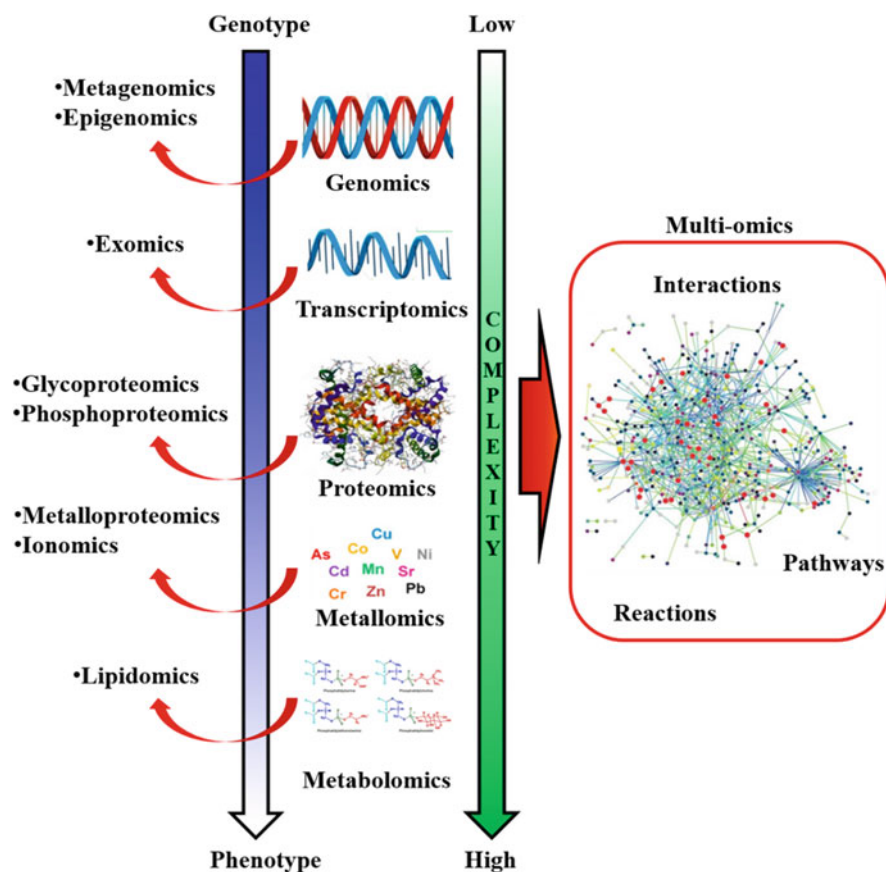 Genotype
Low
•Metagenomics
•Epigenomics
Genomics
•Exomics
Transcriptomics
•Glycoproteomics
•Phosphoproteomics
Proteomics
•Metalloproteomics
•Ionomics
Cu
As Co V Ni
Cd Mn Sr
Cr Zn Pb
Metallomics
•Lipidomics
Metabolomics
Phenotype
High
COMPLEXITY
Multi-omics
Interactions
Pathways
Reactions